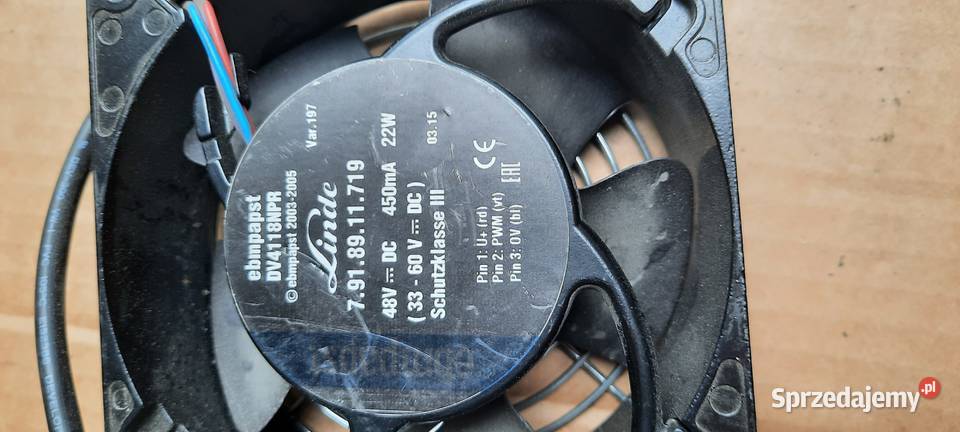 ebmpapst
DV4118NPR
©ebmpapst 2003-2005
Var.197
Linde
7.91.89.11.719
48V ⎓ DC 450mA 22W
( 33 - 60 V ⎓ DC )
Schutzklasse III
03.15
CE
EAC
Pin 1: U+ (rd)
Pin 2: PWM (vt)
Pin 3: 0V (bl)
ebmpapst
Sprzedajemy.pl